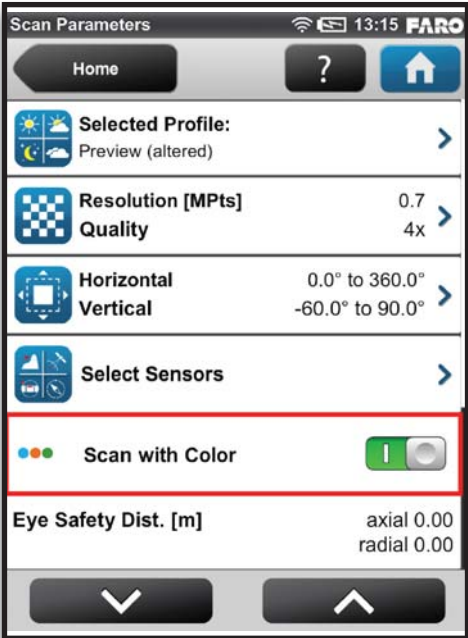 Scan Parameters 13:15 FARO
Home ?
Selected Profile:
Preview (altered)
Resolution [MPts] 0.7
Quality 4x
Horizontal 0.0° to 360.0°
Vertical -60.0° to 90.0°
Select Sensors
Scan with Color
Eye Safety Dist. [m] axial 0.00
radial 0.00